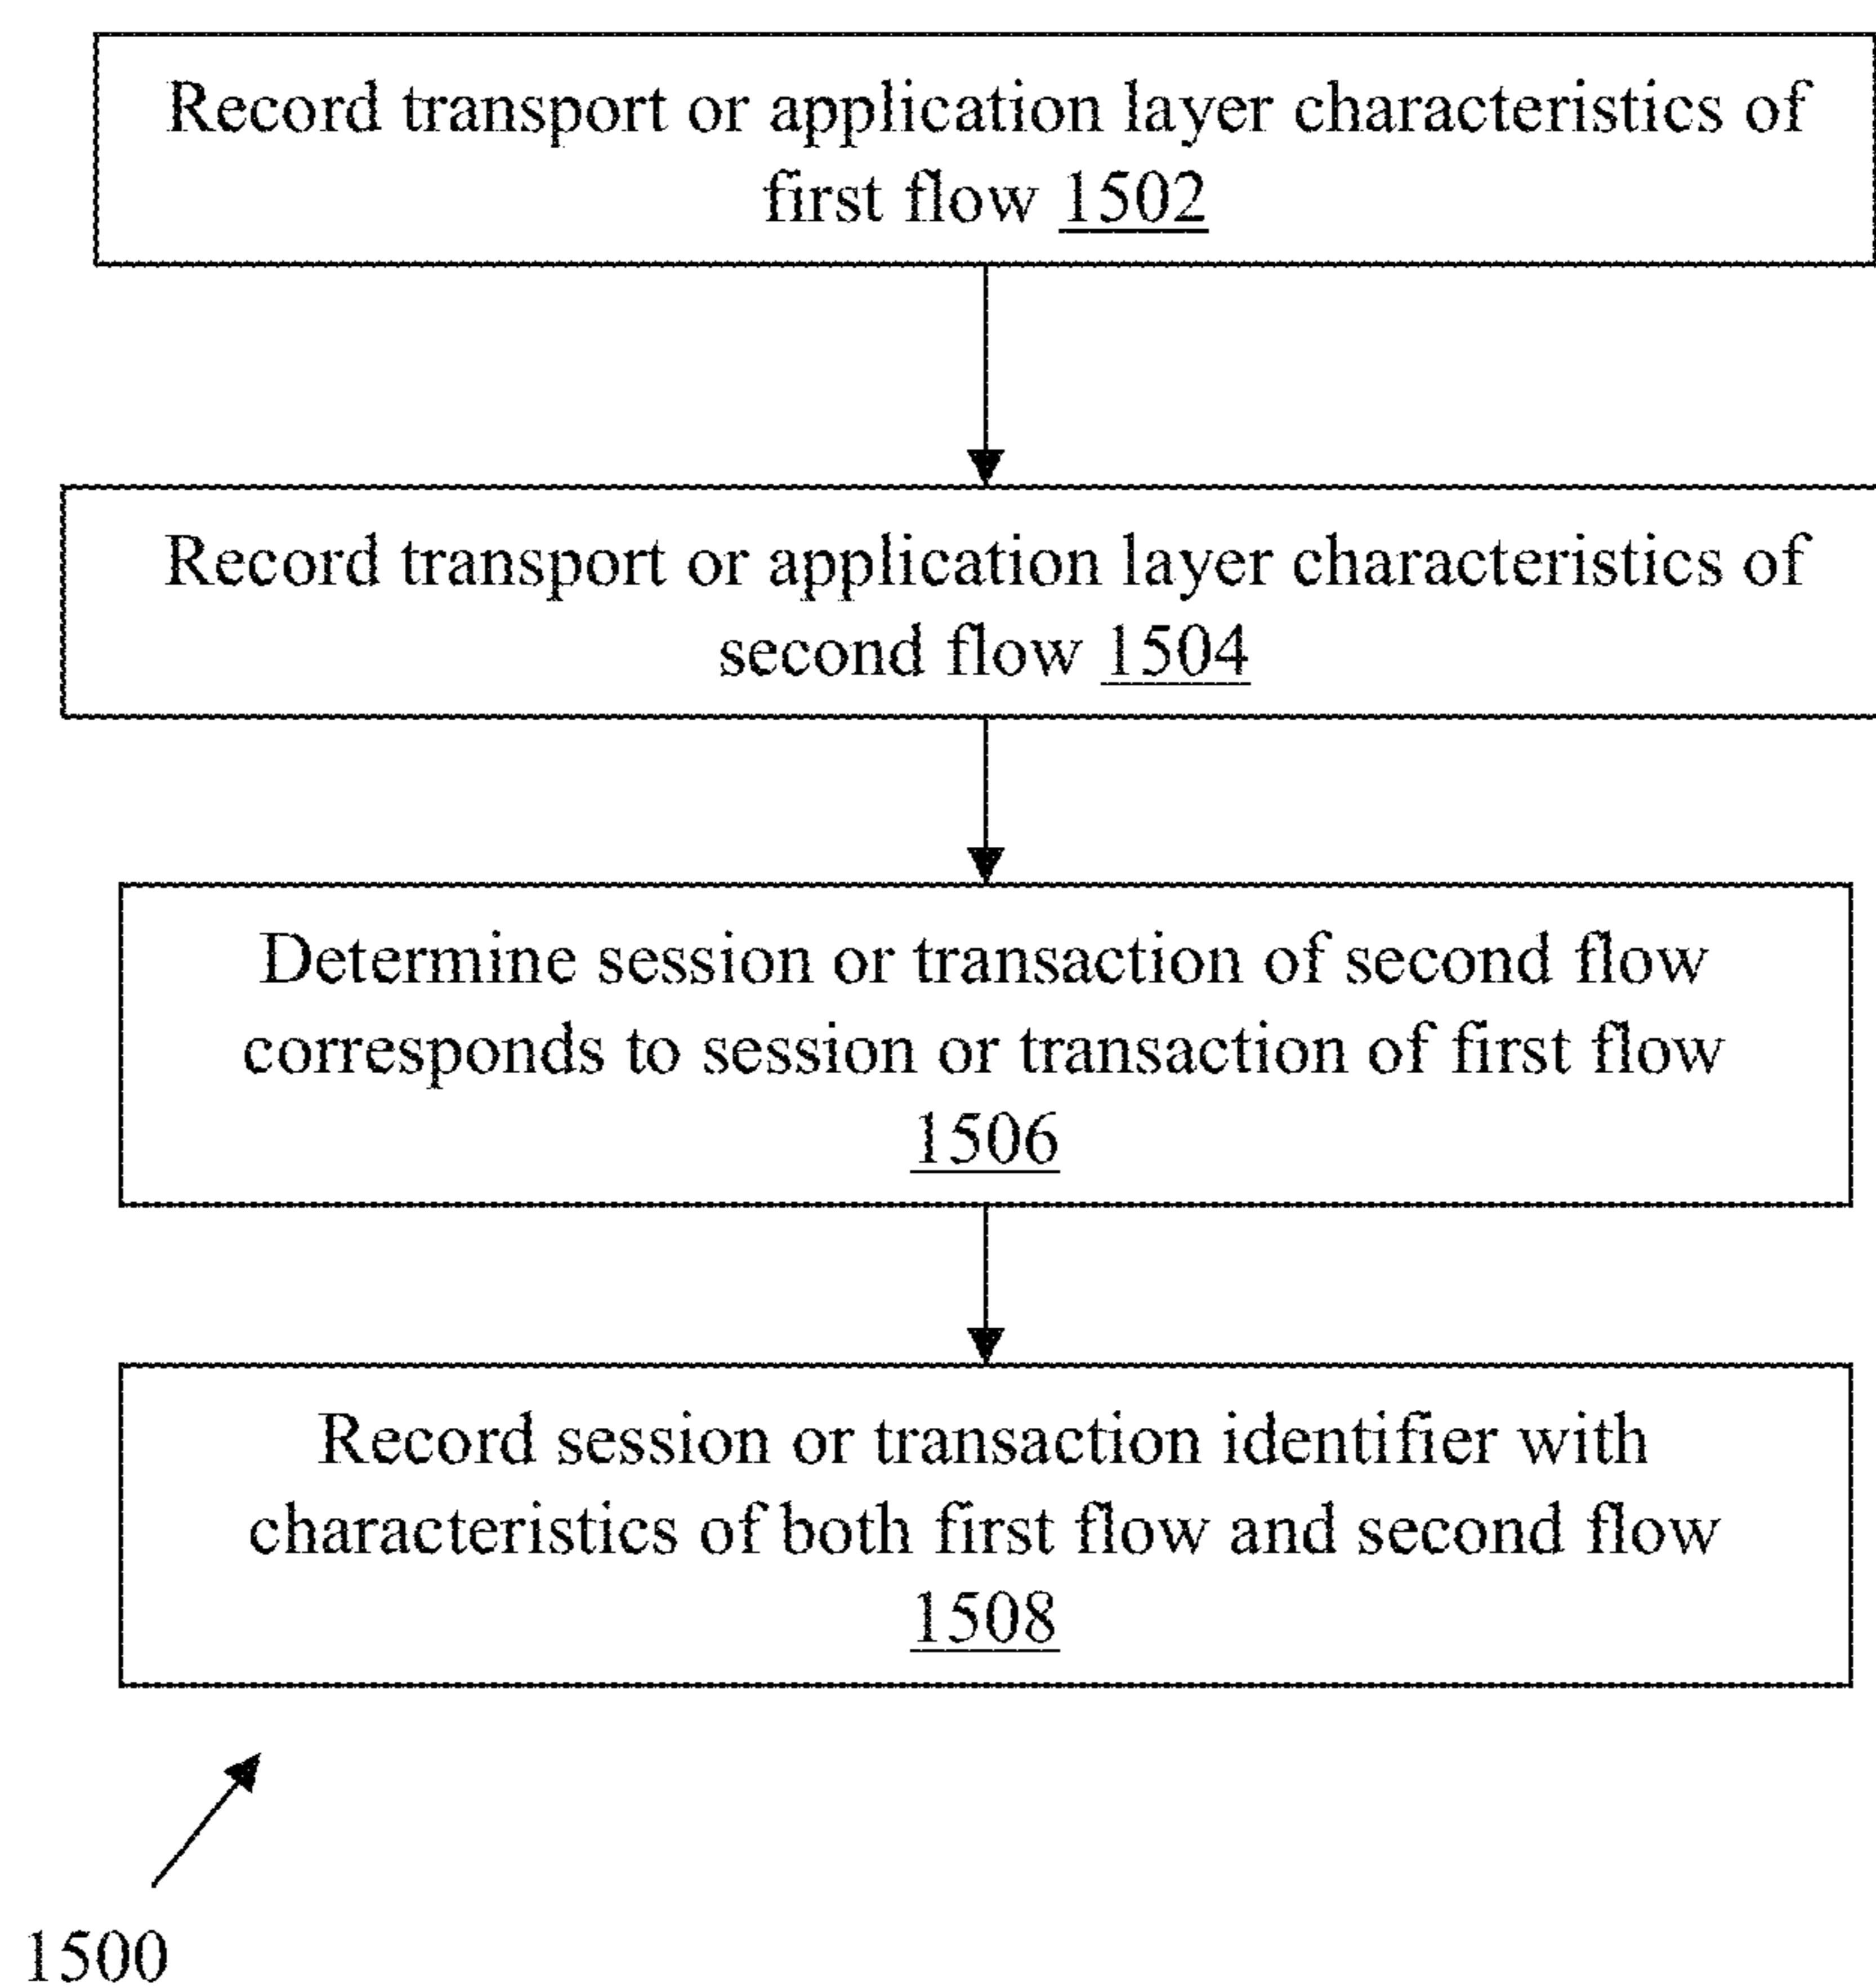 Record transport or application layer characteristics of
first flow 1502
Record transport or application layer characteristics of
second flow 1504
Determine session or transaction of second flow
corresponds to session or transaction of first flow
1506
Record session or transaction identifier with
characteristics of both first flow and second flow
1508
1500